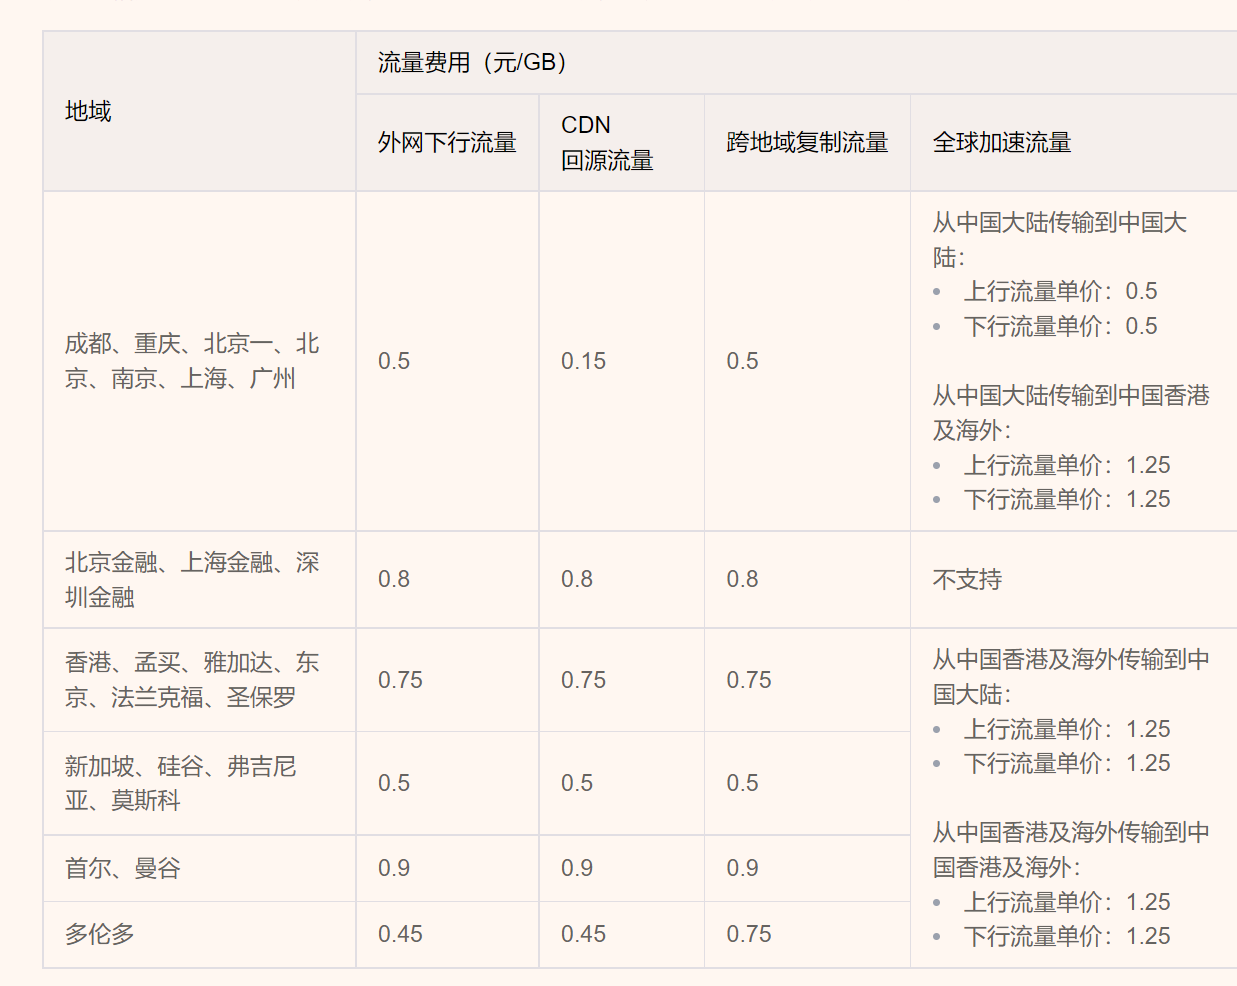 地域
流量费用（元/GB）
外网下行流量
CDN
回源流量
跨地域复制流量
全球加速流量
成都、重庆、北京一、北
京、南京、上海、广州
0.5
0.15
0.5
从中国大陆传输到中国大
陆：
• 上行流量单价：0.5
• 下行流量单价：0.5
从中国大陆传输到中国香港
及海外：
• 上行流量单价：1.25
• 下行流量单价：1.25
北京金融、上海金融、深
圳金融
0.8
0.8
0.8
不支持
香港、孟买、雅加达、东
京、法兰克福、圣保罗
0.75
0.75
0.75
从中国香港及海外传输到中
国大陆：
• 上行流量单价：1.25
• 下行流量单价：1.25
从中国香港及海外传输到中
国香港及海外：
• 上行流量单价：1.25
• 下行流量单价：1.25
新加坡、硅谷、弗吉尼
亚、莫斯科
0.5
0.5
0.5
首尔、曼谷
0.9
0.9
0.9
多伦多
0.45
0.45
0.75